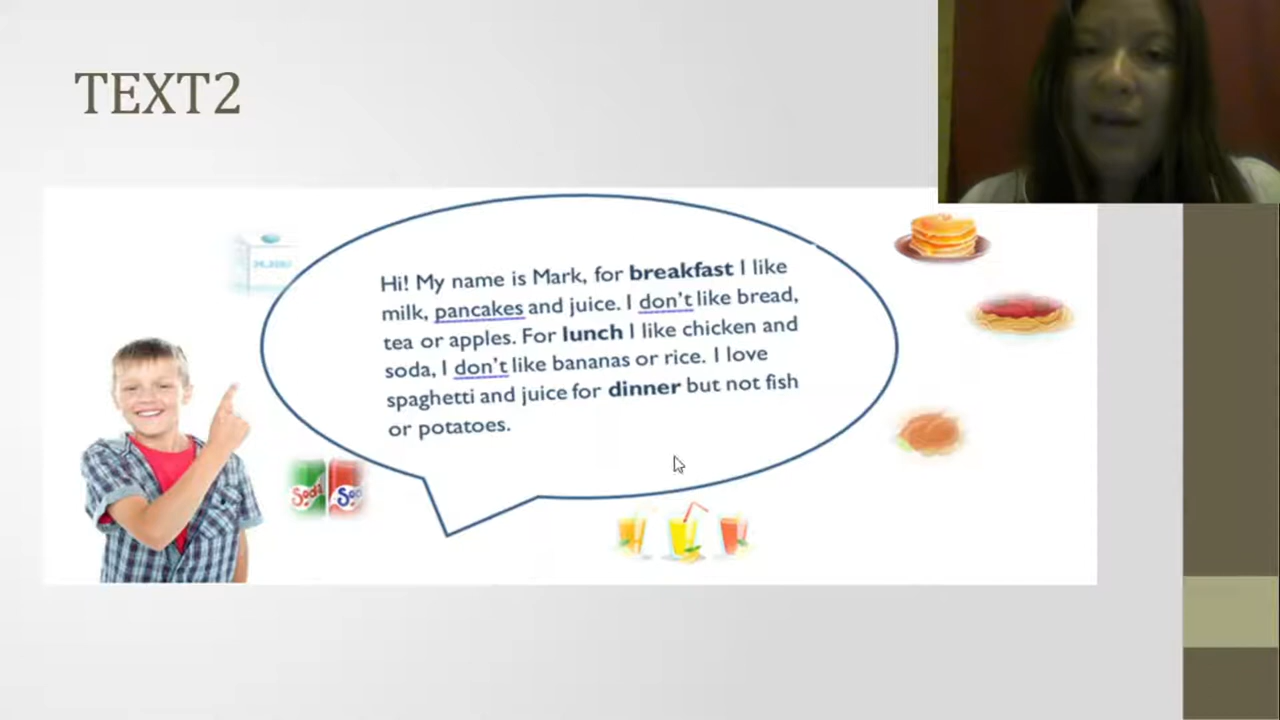 TEXT2
Hi! My name is Mark, for breakfast I like
milk, pancakes and juice. I don't like bread,
tea or apples. For lunch I like chicken and
soda, I don't like bananas or rice. I love
spaghetti and juice for dinner but not fish
or potatoes.
Soda